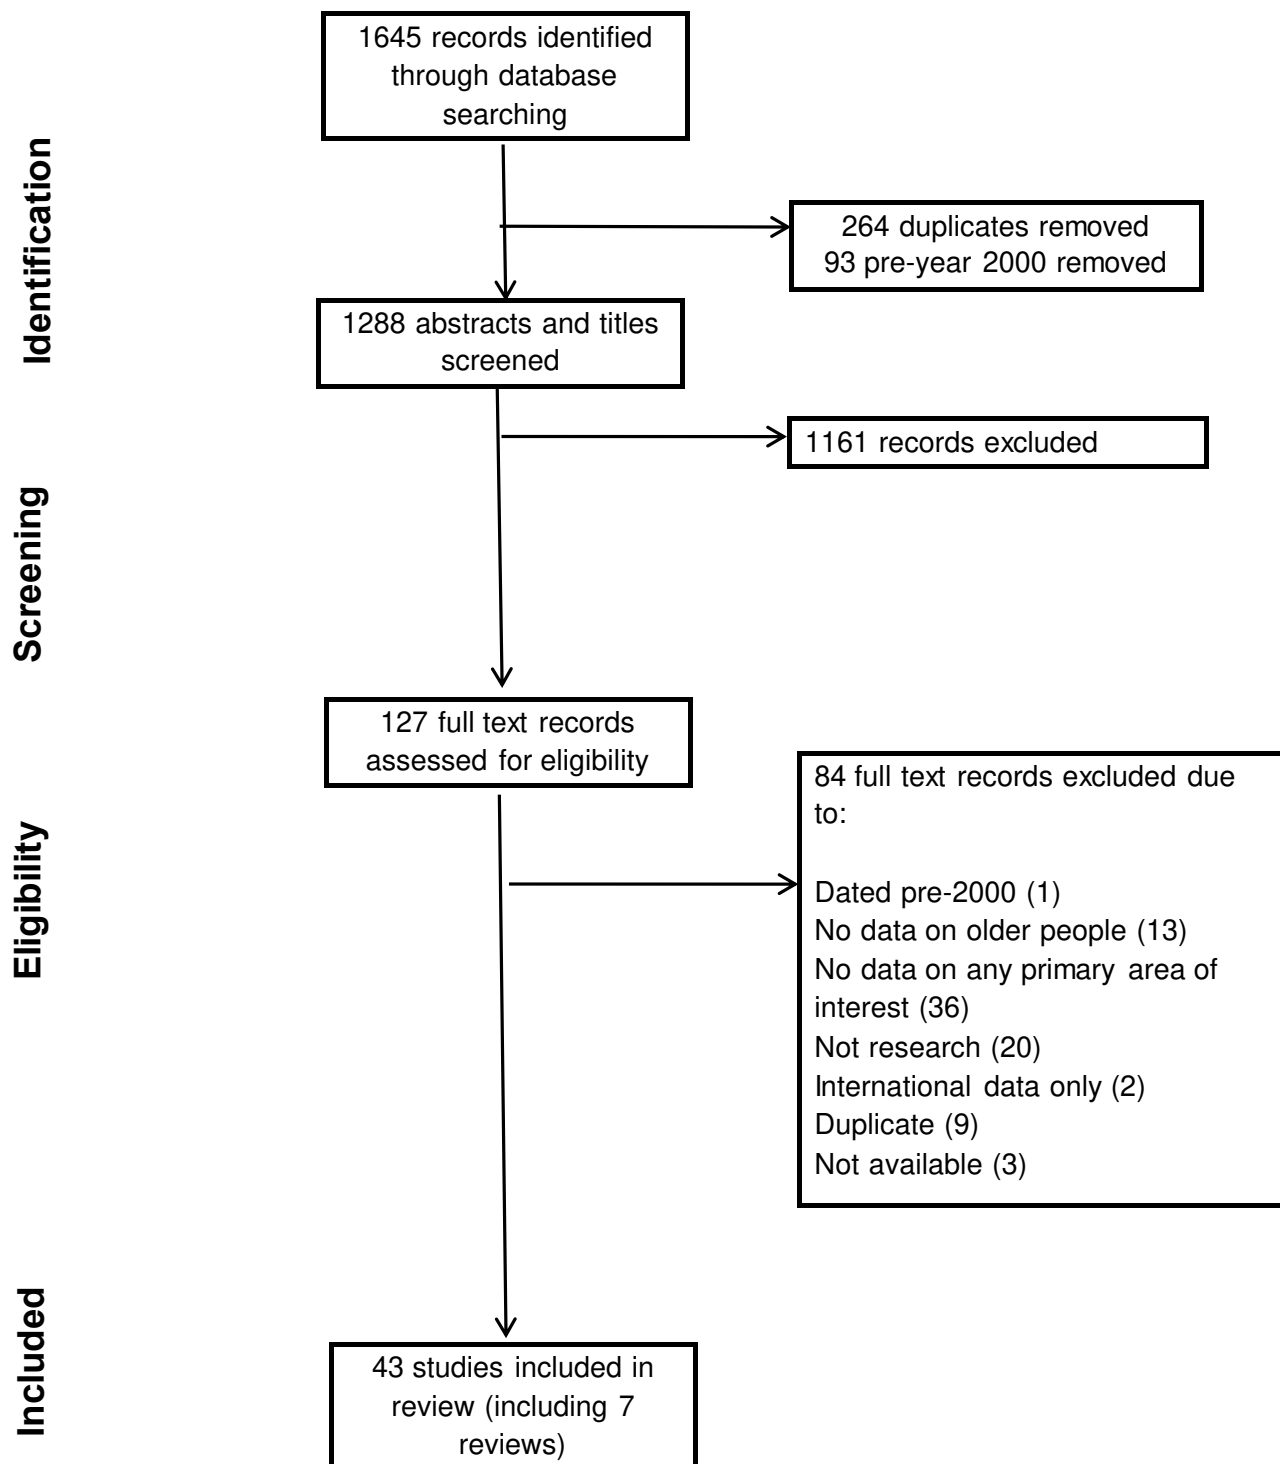 1645 records identified
through database
searching
Identification
264 duplicates removed
93 pre-year 2000 removed
1288 abstracts and titles
screened
1161 records excluded
Screening
127 full text records
assessed for eligibility
84 full text records excluded due
to:
Dated pre-2000 (1)
No data on older people (13)
No data on any primary area of
interest (36)
Not research (20)
International data only (2)
Duplicate (9)
Not available (3)
Eligibility
Included
43 studies included in
review (including 7
reviews)